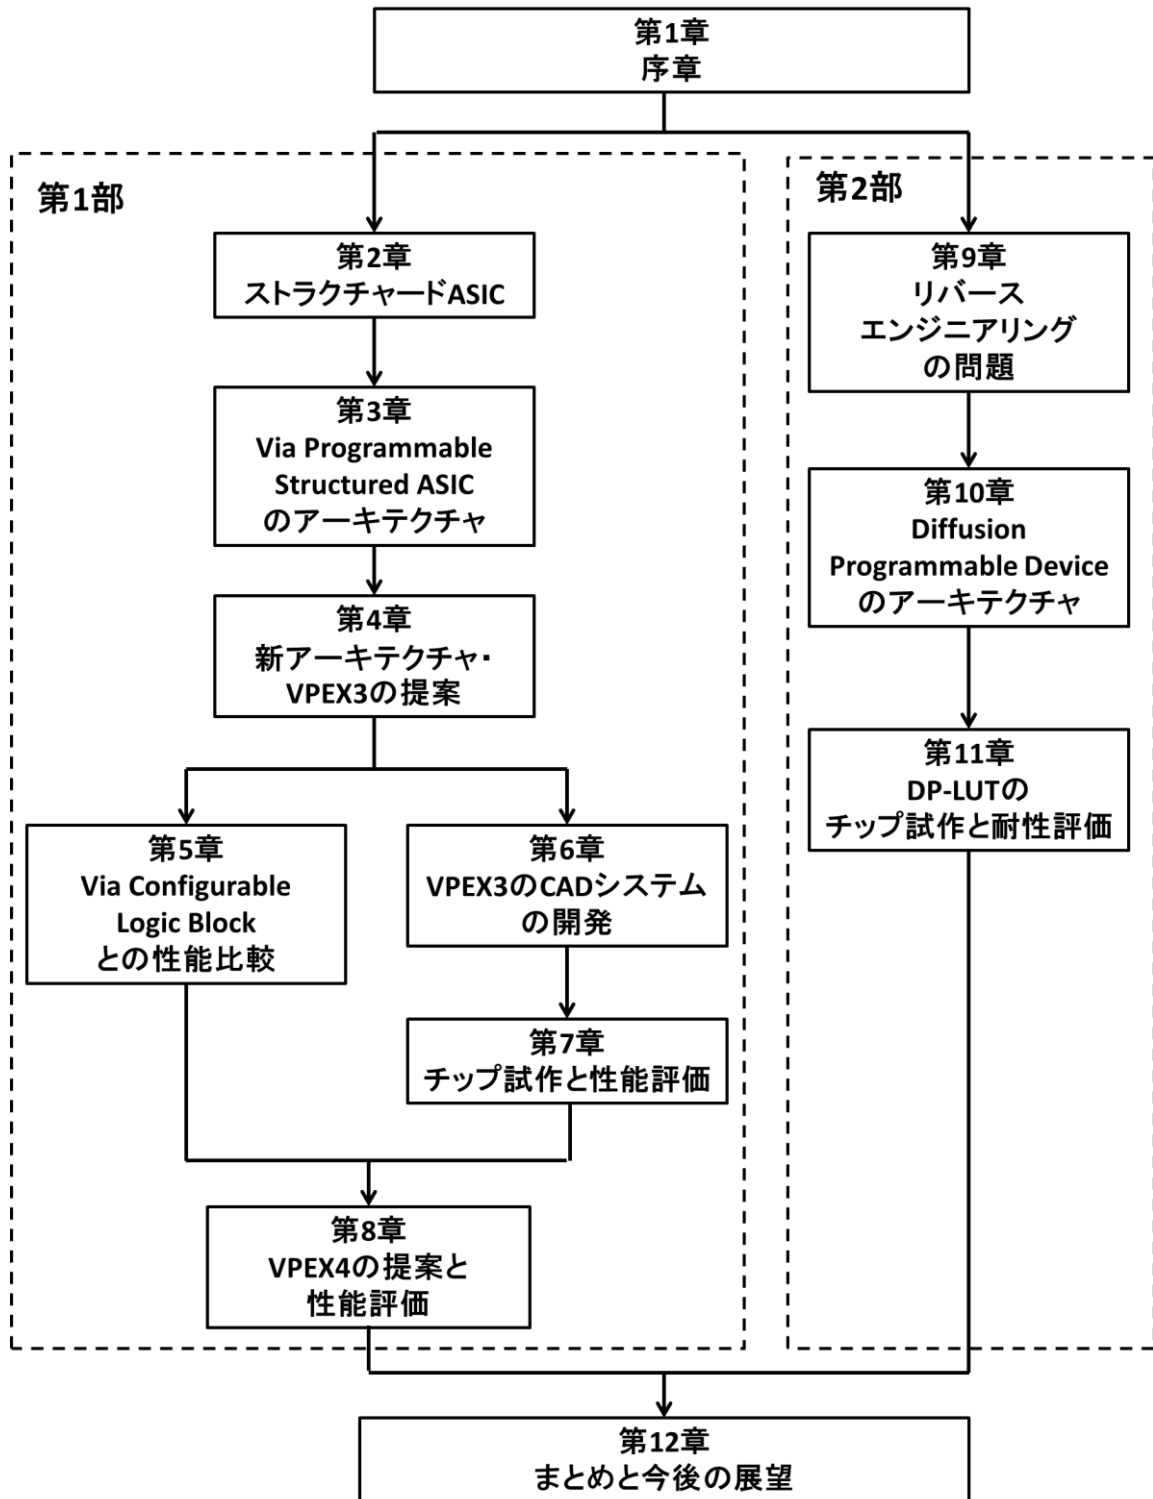 第1章
序章
第1部
第2章
ストラクチャードASIC
第3章
Via Programmable
Structured ASIC
のアーキテクチャ
第4章
新アーキテクチャ・
VPEX3の提案
第5章
Via Configurable
Logic Block
との性能比較
第6章
VPEX3のCADシステム
の開発
第7章
チップ試作と性能評価
第8章
VPEX4の提案と
性能評価
第2部
第9章
リバース
エンジニアリング
の問題
第10章
Diffusion
Programmable Device
のアーキテクチャ
第11章
DP-LUTの
チップ試作と耐性評価
第12章
まとめと今後の展望